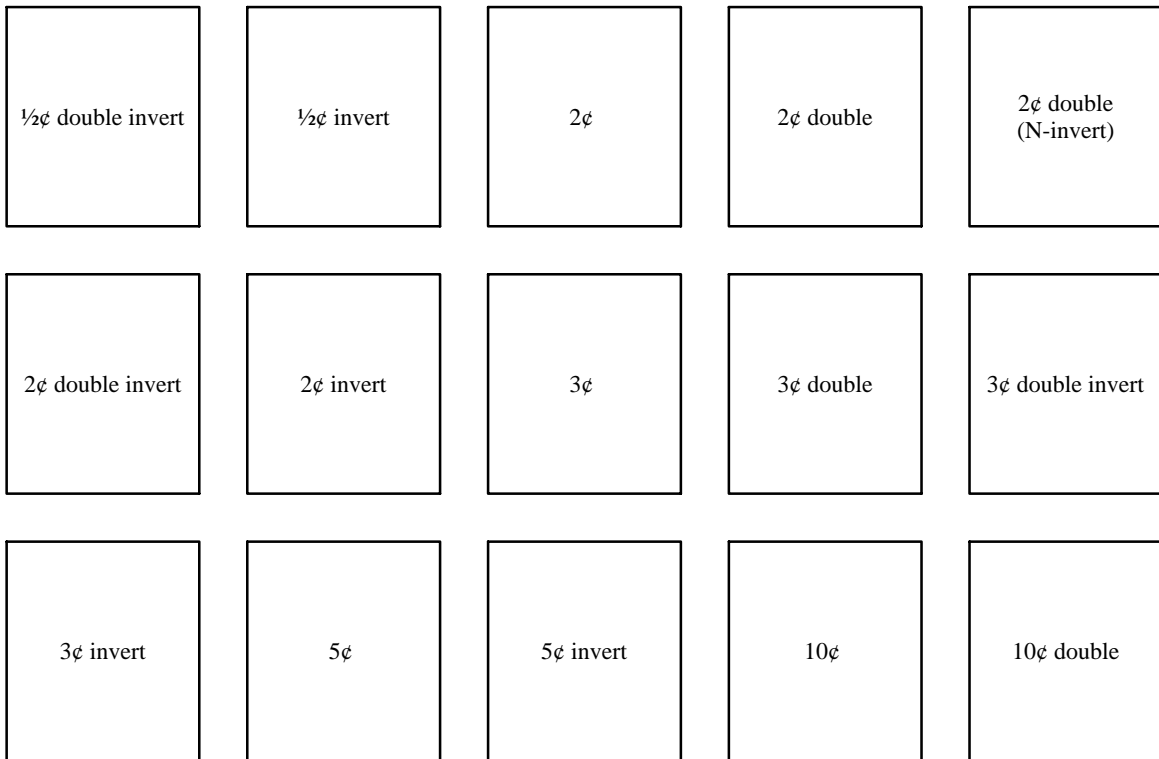 ½¢ double invert
½¢ invert
2¢
2¢ double
2¢ double
(N-invert)
2¢ double invert
2¢ invert
3¢
3¢ double
3¢ double invert
3¢ invert
5¢
5¢ invert
10¢
10¢ double